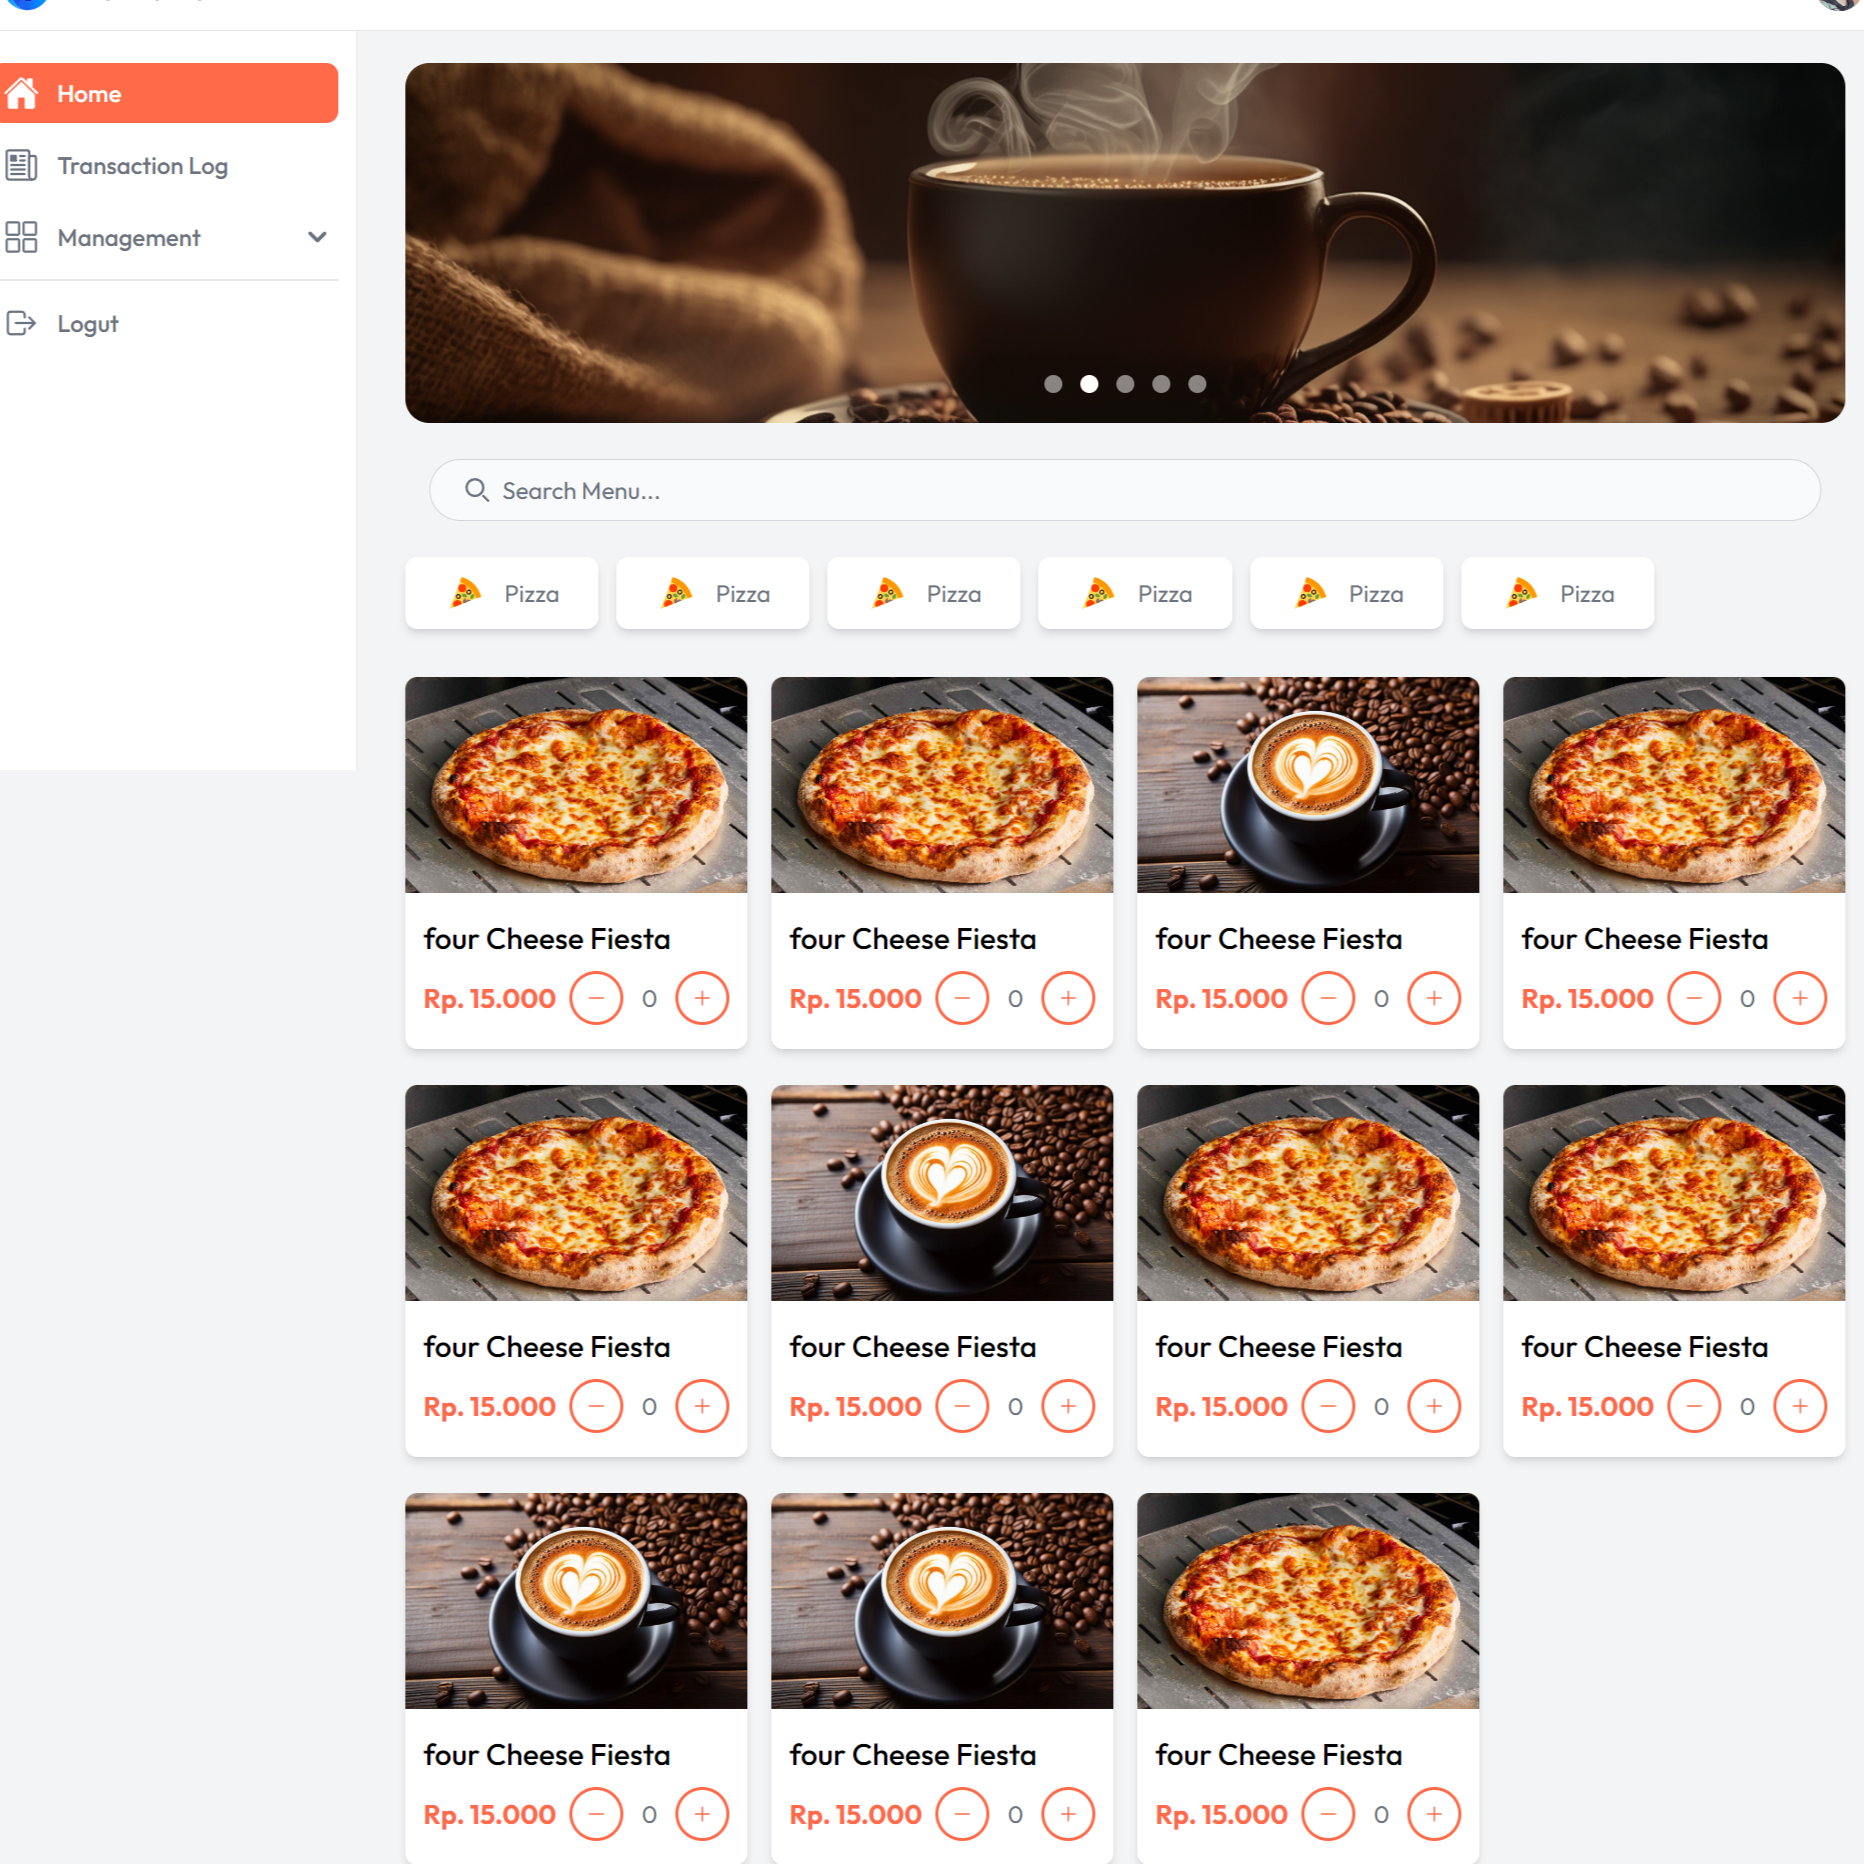 Home
Transaction Log
Management
Logut
Search Menu...
Pizza Pizza Pizza Pizza Pizza Pizza
four Cheese Fiesta four Cheese Fiesta four Cheese Fiesta four Cheese Fiesta
Rp. 15.000 − 0 + Rp. 15.000 − 0 + Rp. 15.000 − 0 + Rp. 15.000 − 0 +
four Cheese Fiesta four Cheese Fiesta four Cheese Fiesta four Cheese Fiesta
Rp. 15.000 − 0 + Rp. 15.000 − 0 + Rp. 15.000 − 0 + Rp. 15.000 − 0 +
four Cheese Fiesta four Cheese Fiesta four Cheese Fiesta
Rp. 15.000 − 0 + Rp. 15.000 − 0 + Rp. 15.000 − 0 +